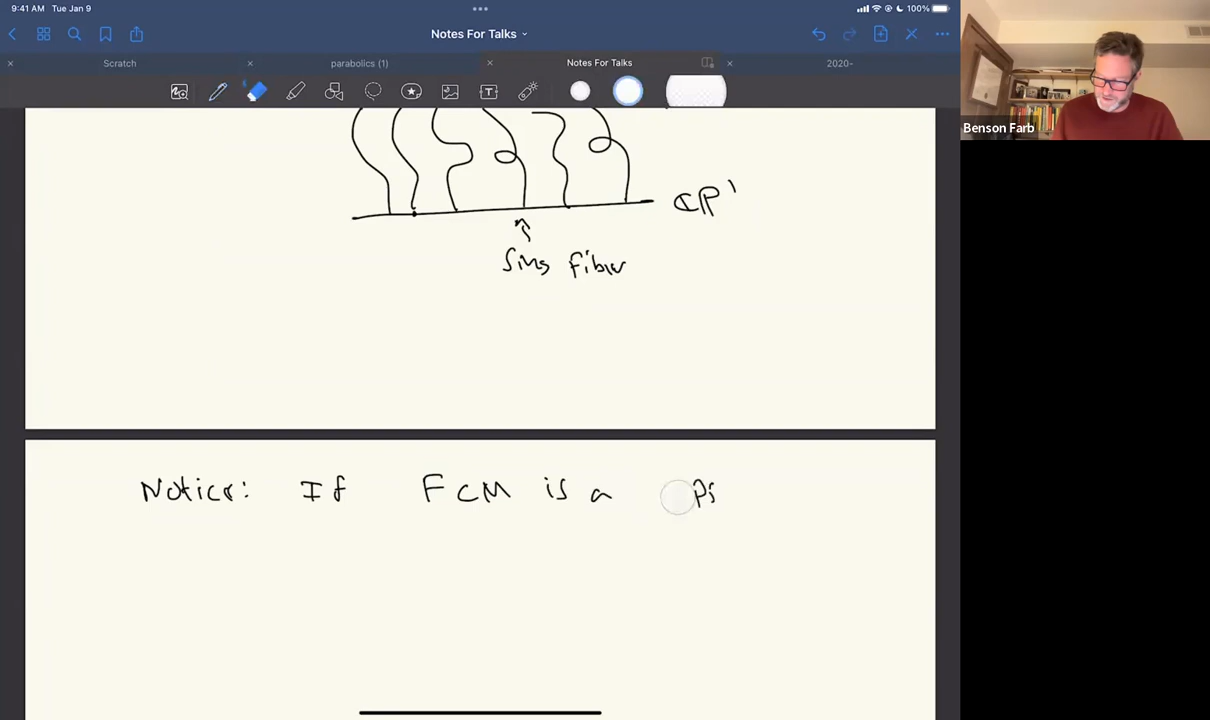 9:41 AM Tue Jan 9
100%
Notes For Talks
Scratch
parabolics (1)
Notes For Talks
2020-
T
Benson Farb
ℂP¹
Sing fiber
Notice: If F ⊂ M is a